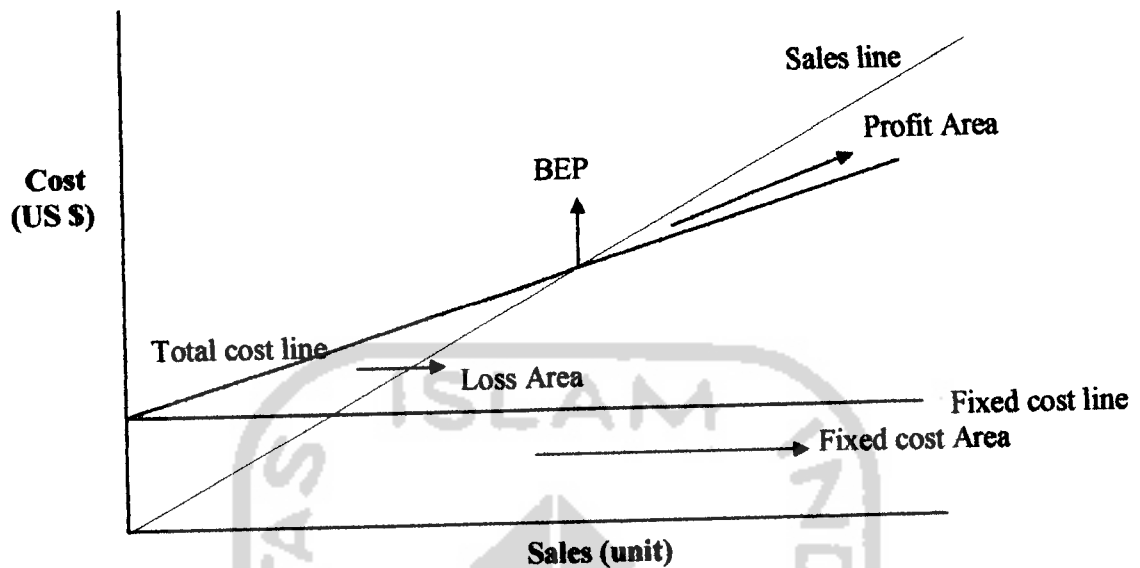 Sales line
Profit Area
Cost
(US $)
BEP
Total cost line
Loss Area
Fixed cost line
Fixed cost Area
Sales (unit)
ISLAM